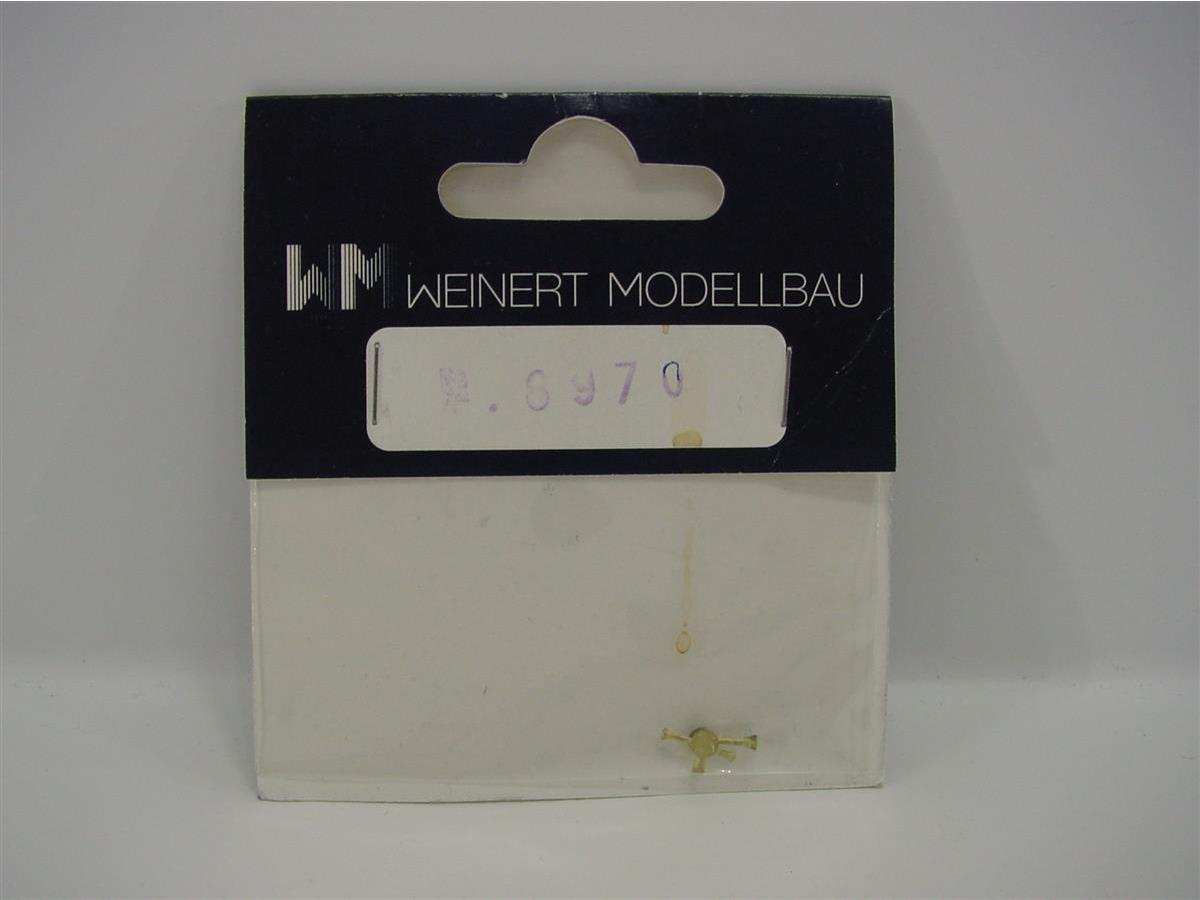 WM WEINERT MODELLBAU
.8970